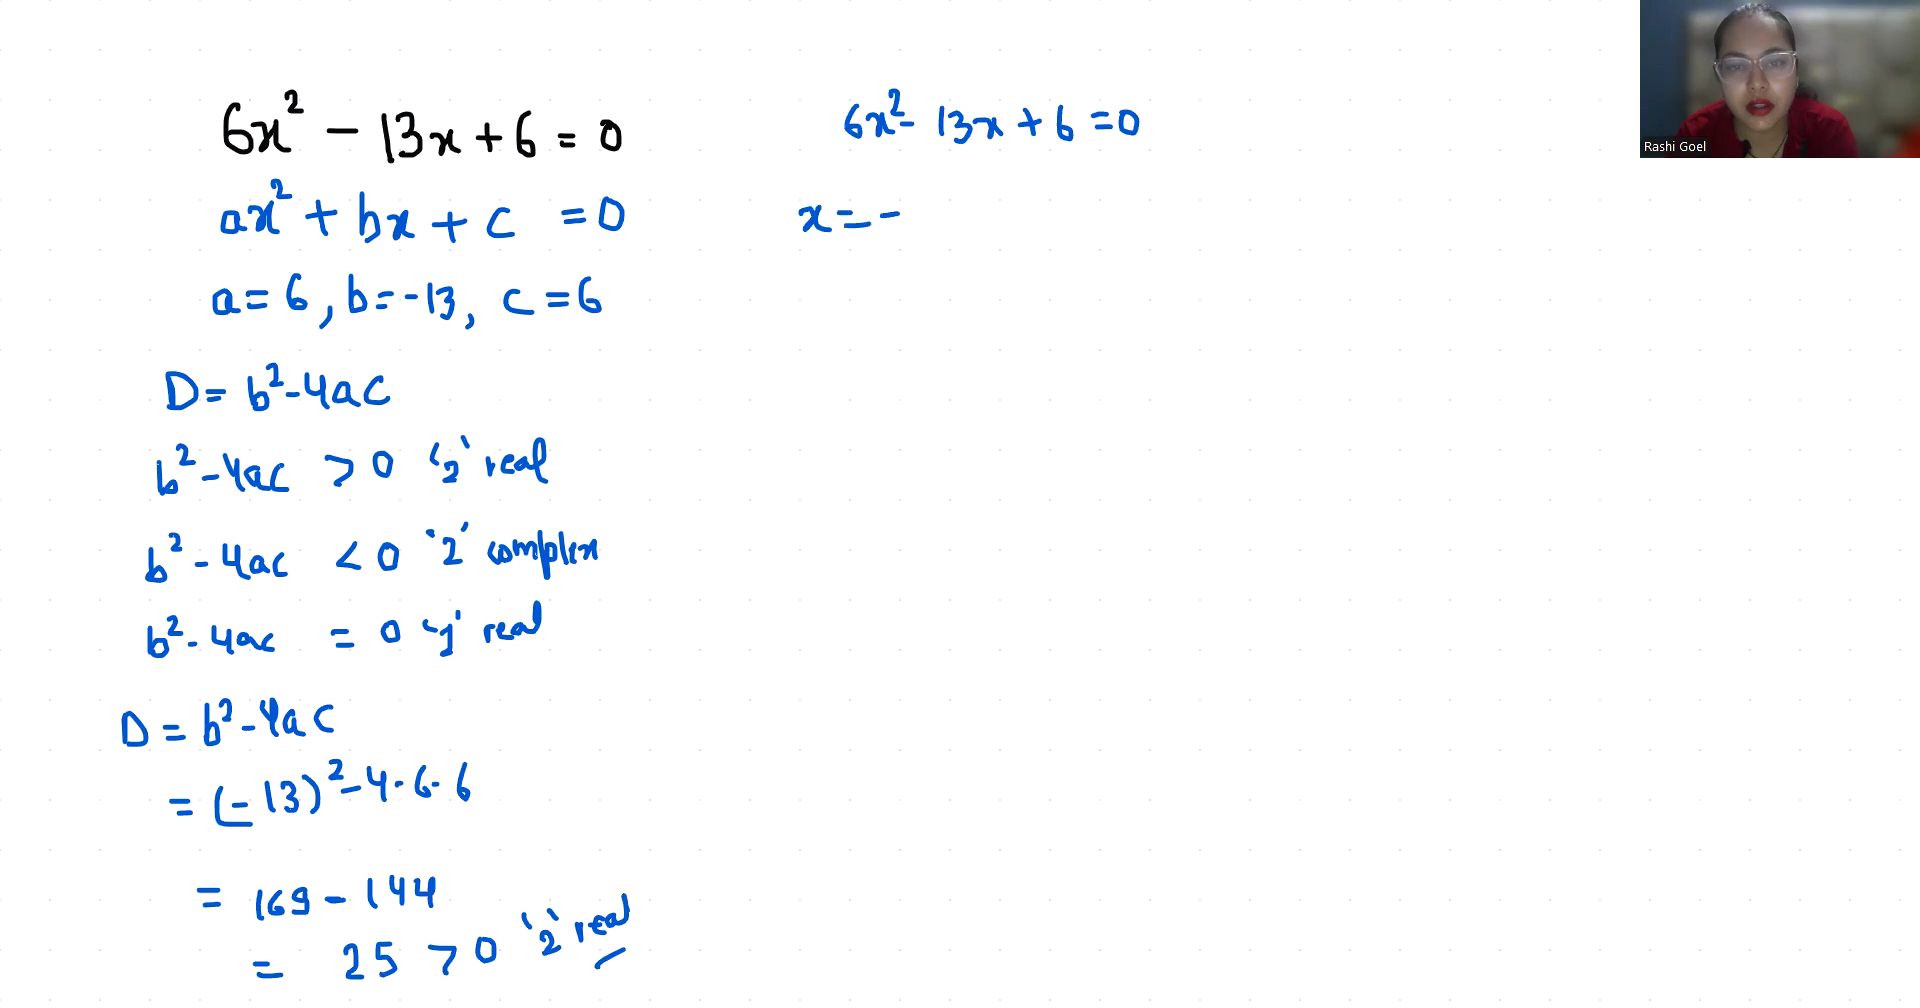 6x² - 13x + 6 = 0
ax² + bx + c = 0
a = 6, b = -13, c = 6
D = b² - 4ac
b² - 4ac > 0 '2' real
b² - 4ac < 0 '2' complex
b² - 4ac = 0 '1' real
D = b² - 4ac
= (-13)² - 4·6·6
= 169 - 144
= 25 > 0 '2' real
6x² - 13x + 6 = 0
x = -
Rashi Goel